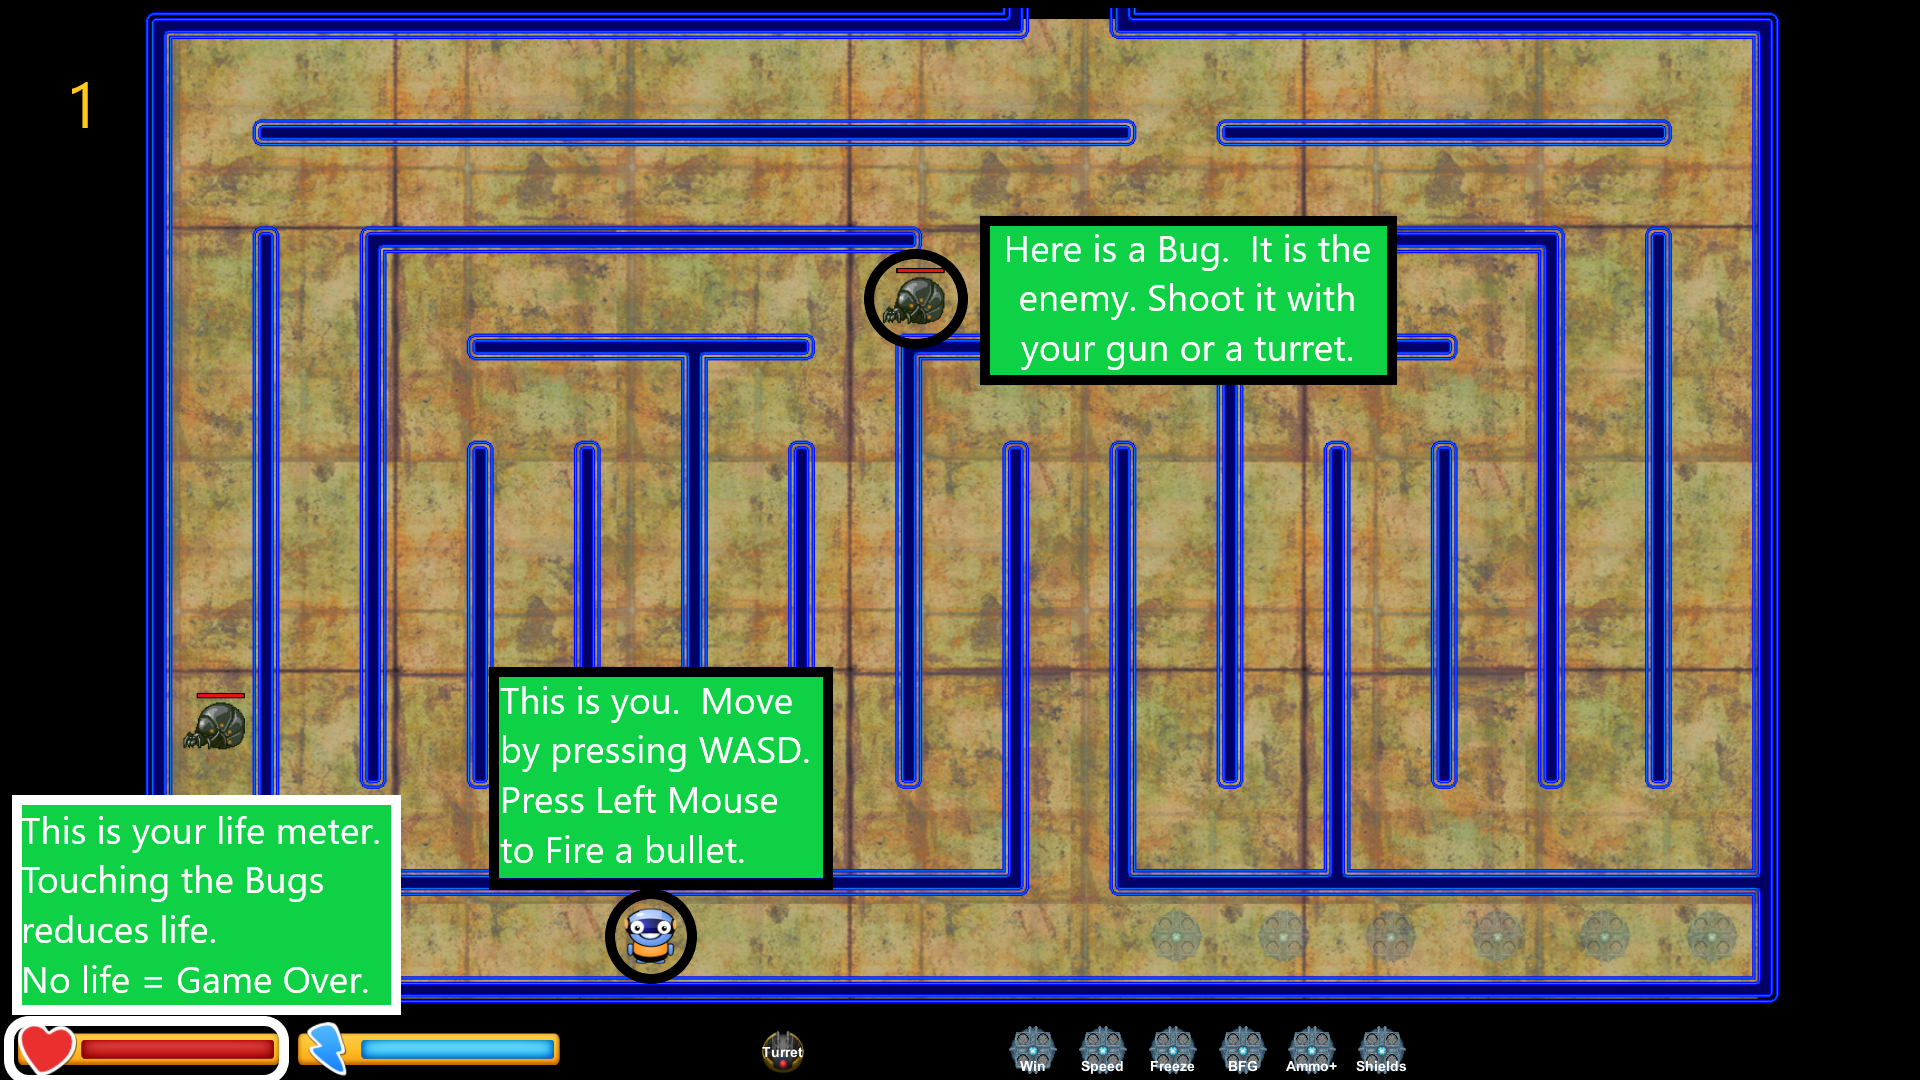 1
Here is a Bug.  It is the
enemy. Shoot it with
your gun or a turret.
This is you.  Move
by pressing WASD.
Press Left Mouse
to Fire a bullet.
This is your life meter.
Touching the Bugs
reduces life.
No life = Game Over.
Turret
Win
Speed
Freeze
BFG
Ammo+
Shields